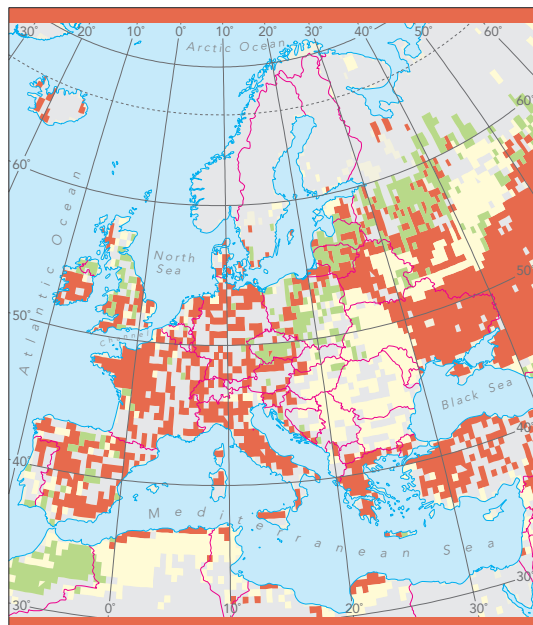 30° 20° 10° 0° 10° 20° 30° 40° 50° 60°
Arctic Ocean
60°
60°
Atlantic Ocean
North
Sea
50°
50°
Channel
Black Sea
40°
40°
Mediterranean Sea
30°
30°
0° 10° 20° 30°